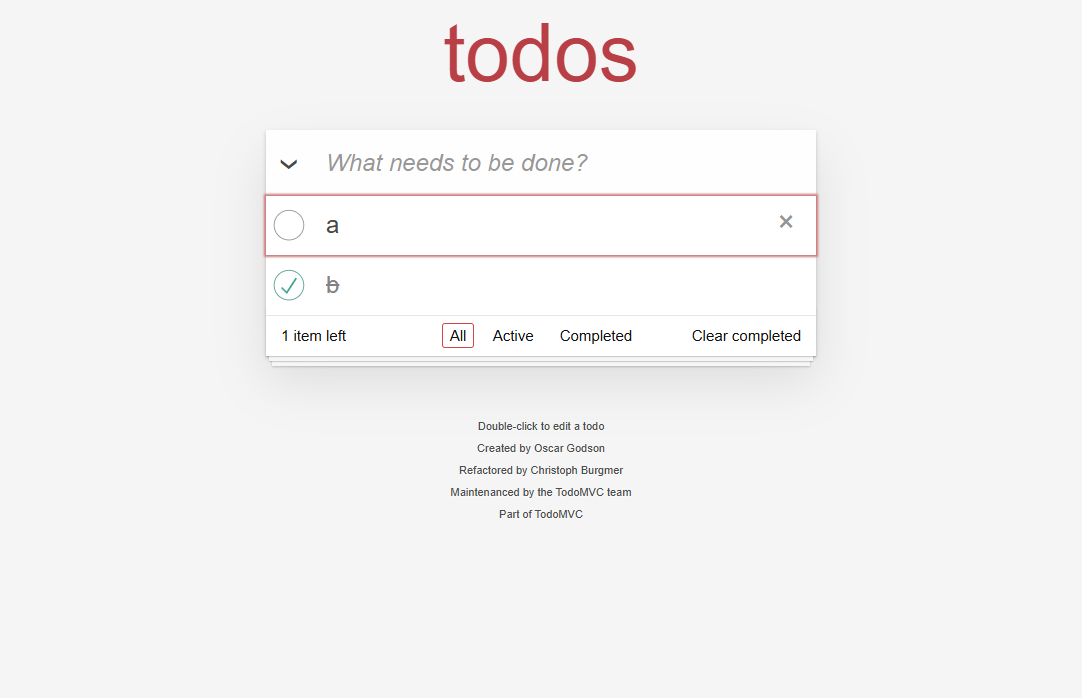 todos
What needs to be done?
a
b
1 item left All Active Completed Clear completed
Double-click to edit a todo
Created by Oscar Godson
Refactored by Christoph Burgmer
Maintenanced by the TodoMVC team
Part of TodoMVC